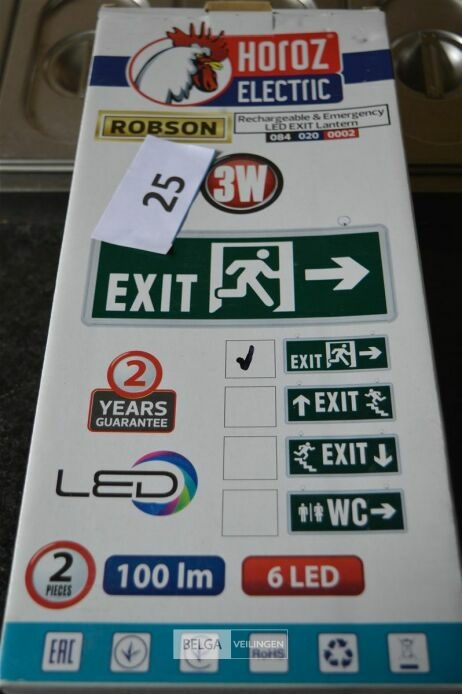 HOROZ
ELECTRIC
ROBSON
Rechargeable & Emergency
LED EXIT Lantern
084 020 0002
25
3W
EXIT
2
YEARS
GUARANTEE
EXIT
EXIT
EXIT
WC
LED
2
PIECES
100 lm
6 LED
EAC
BELGA VEILINGEN
RoHS